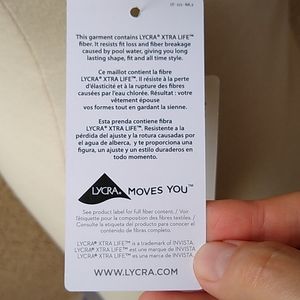 This garment contains LYCRA® XTRA LIFE™
fiber. It resists fit loss and fiber breakage
caused by pool water, giving you long
lasting shape, fit and all time style.
Ce maillot contient la fibre
LYCRA® XTRA LIFE™. Il résiste à la perte
d'élasticité et à la rupture des fibres
causées par l'eau chlorée. Résultat : votre
vêtement épouse
vos formes tout en gardant la sienne.
Esta prenda contiene fibra
LYCRA® XTRA LIFE™. Resistente a la
pérdida del ajuste y la rotura causadas por
el agua de alberca, y te proporciona una
figura, un ajuste y un estilo duraderos en
todo momento.
LYCRA® MOVES YOU™
See product label for full fiber content. / Voir
l'étiquette pour la composition des fibres textiles. /
Consulte la etiqueta del producto para conocer el
contenido de fibras completo.
LYCRA® XTRA LIFE™ is a trademark of INVISTA.
LYCRA® XTRA LIFE™ est une marque de INVISTA.
LYCRA® XTRA LIFE™ es una marca de INVISTA.
WWW.LYCRA.COM